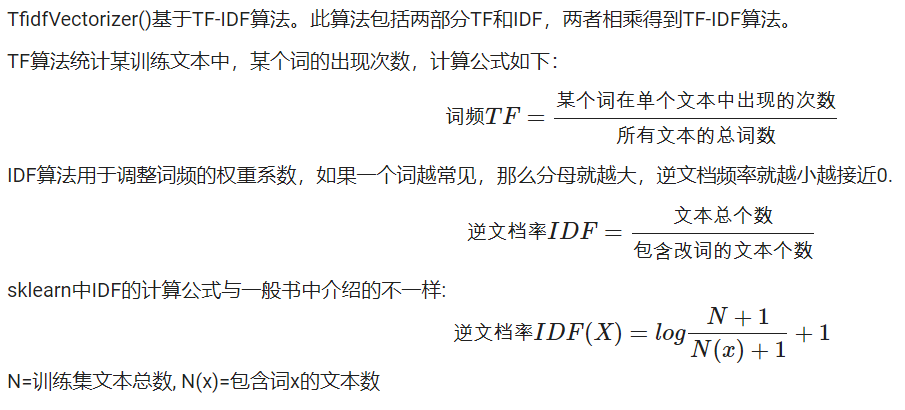 TfidfVectorizer()基于TF-IDF算法。此算法包括两部分TF和IDF，两者相乘得到TF-IDF算法。
TF算法统计某训练文本中，某个词的出现次数，计算公式如下：
词频TF = 某个词在单个文本中出现的次数 / 所有文本的总词数
IDF算法用于调整词频的权重系数，如果一个词越常见，那么分母就越大，逆文档频率就越小越接近0.
逆文档率IDF = 文本总个数 / 包含改词的文本个数
sklearn中IDF的计算公式与一般书中介绍的不一样:
逆文档率IDF(X) = log N + 1 / N(x) + 1 + 1
N=训练集文本总数, N(x)=包含词x的文本数